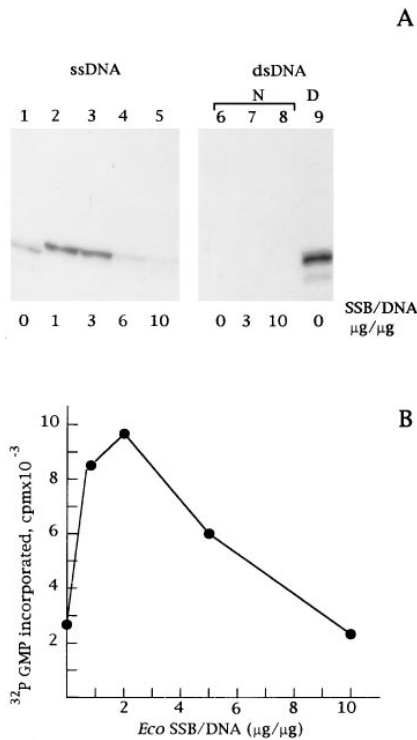 A
ssDNA dsDNA
N D
1 2 3 4 5 6 7 8 9
0 1 3 6 10 0 3 10 0 SSB/DNA
μg/μg
B
³²P GMP incorporated, cpmx10⁻³
10
8
6
4
2
0 2 4 6 8 10
Eco SSB/DNA (μg/μg)